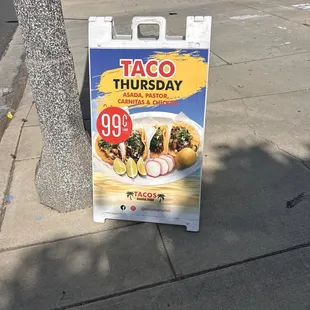 TACO
THURSDAY
ASADA, PASTOR,
CARNITAS & CHICKEN
99¢
TACOS